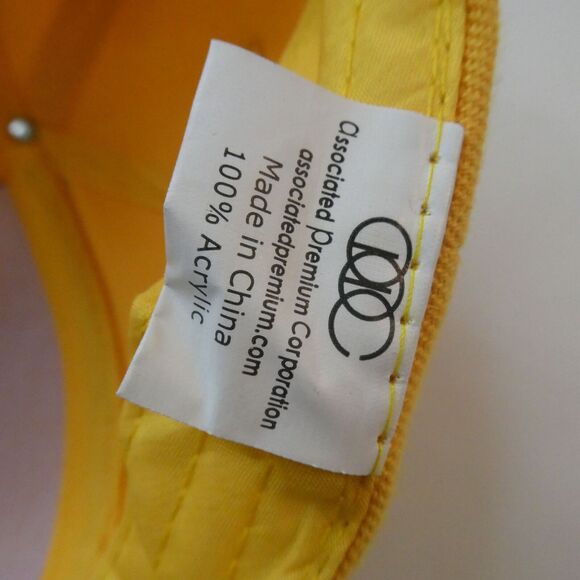 associated premium Corporation
associatedpremium.com
Made in China
100% Acrylic